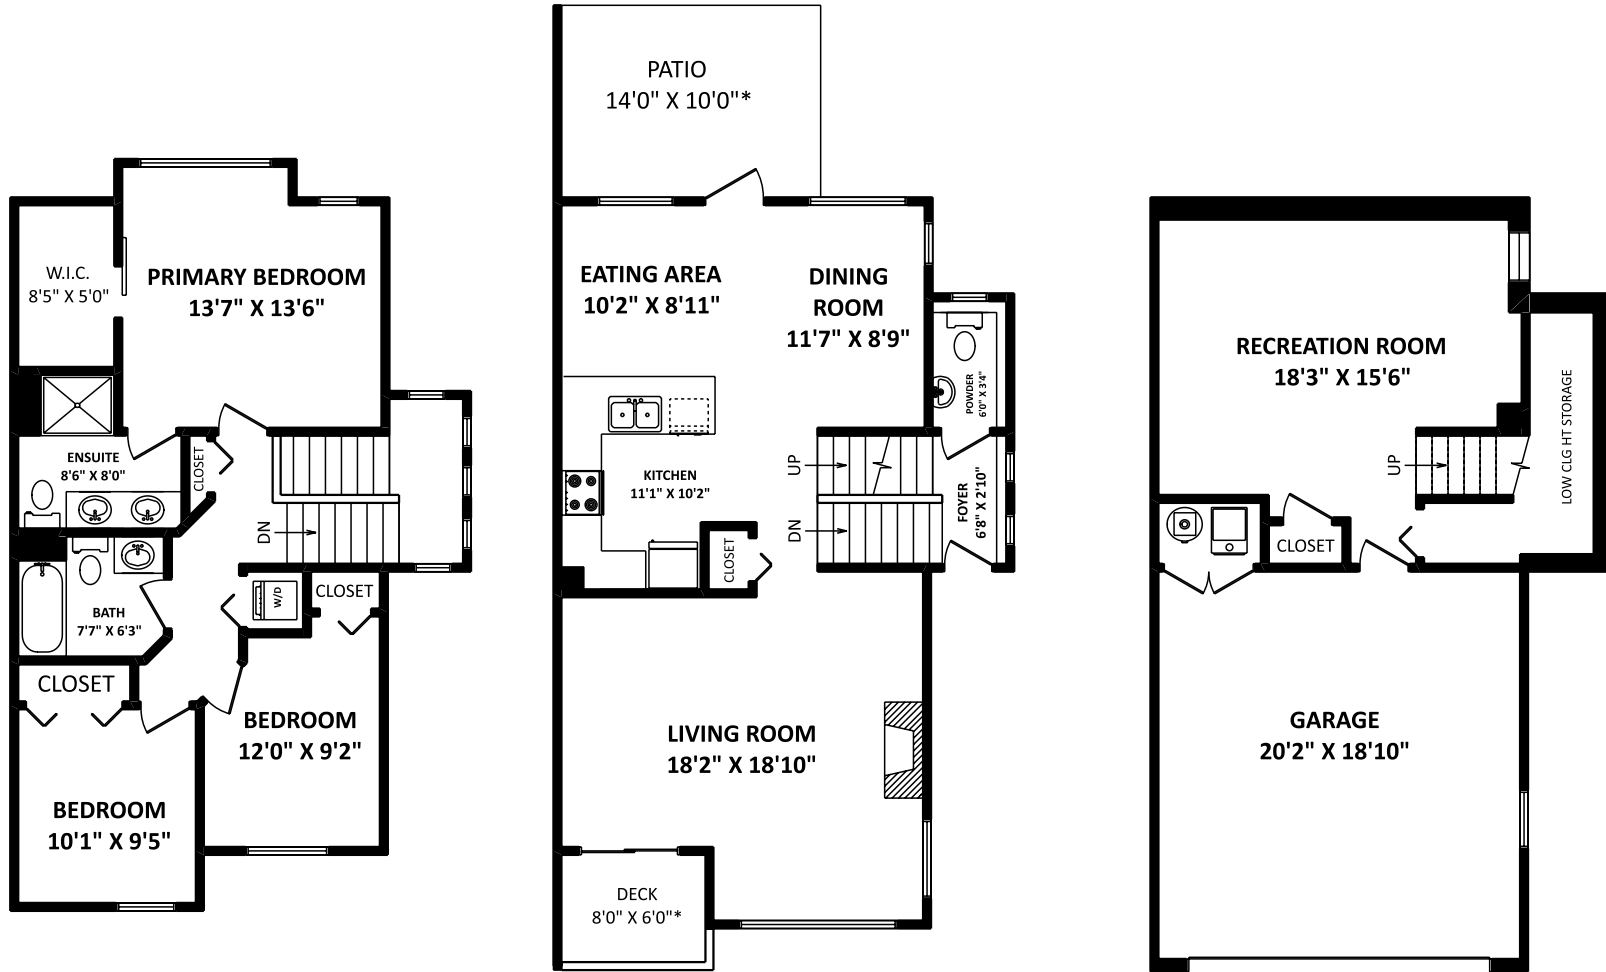 W.I.C.
8'5" X 5'0"
PRIMARY BEDROOM
13'7" X 13'6"
ENSUITE
8'6" X 8'0"
CLOSET
DN
BATH
7'7" X 6'3"
W/D
CLOSET
CLOSET
BEDROOM
12'0" X 9'2"
BEDROOM
10'1" X 9'5"
PATIO
14'0" X 10'0"*
EATING AREA
10'2" X 8'11"
DINING
ROOM
11'7" X 8'9"
POWDER
6'0" X 3'4"
KITCHEN
11'1" X 10'2"
UP
DN
FOYER
6'8" X 2'10"
CLOSET
LIVING ROOM
18'2" X 18'10"
DECK
8'0" X 6'0"*
RECREATION ROOM
18'3" X 15'6"
LOW CLG HT STORAGE
UP
CLOSET
GARAGE
20'2" X 18'10"